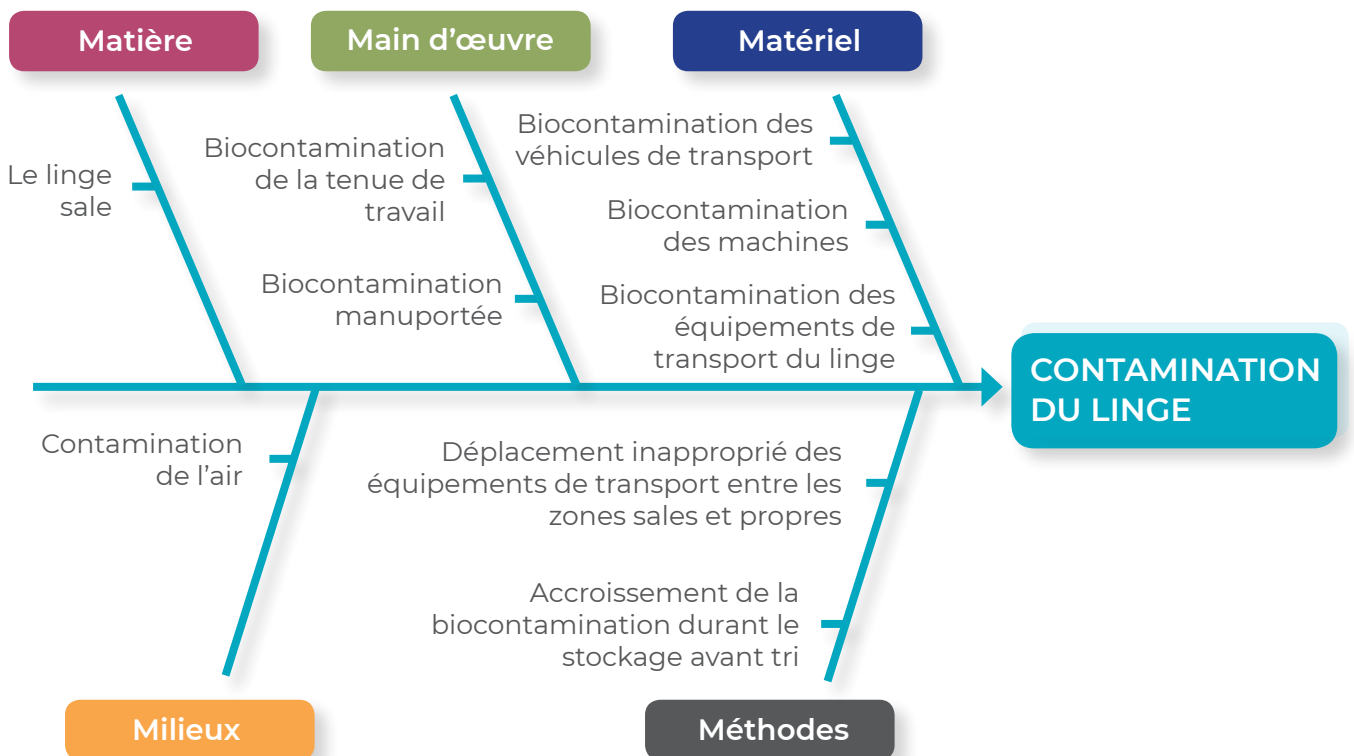 Matière
Main d’œuvre
Matériel
Le linge
sale
Biocontamination
de la tenue de
travail
Biocontamination
manuportée
Biocontamination des
véhicules de transport
Biocontamination
des machines
Biocontamination des
équipements de
transport du linge
CONTAMINATION
DU LINGE
Contamination
de l’air
Déplacement inapproprié des
équipements de transport entre les
zones sales et propres
Accroissement de la
biocontamination durant le
stockage avant tri
Milieux
Méthodes